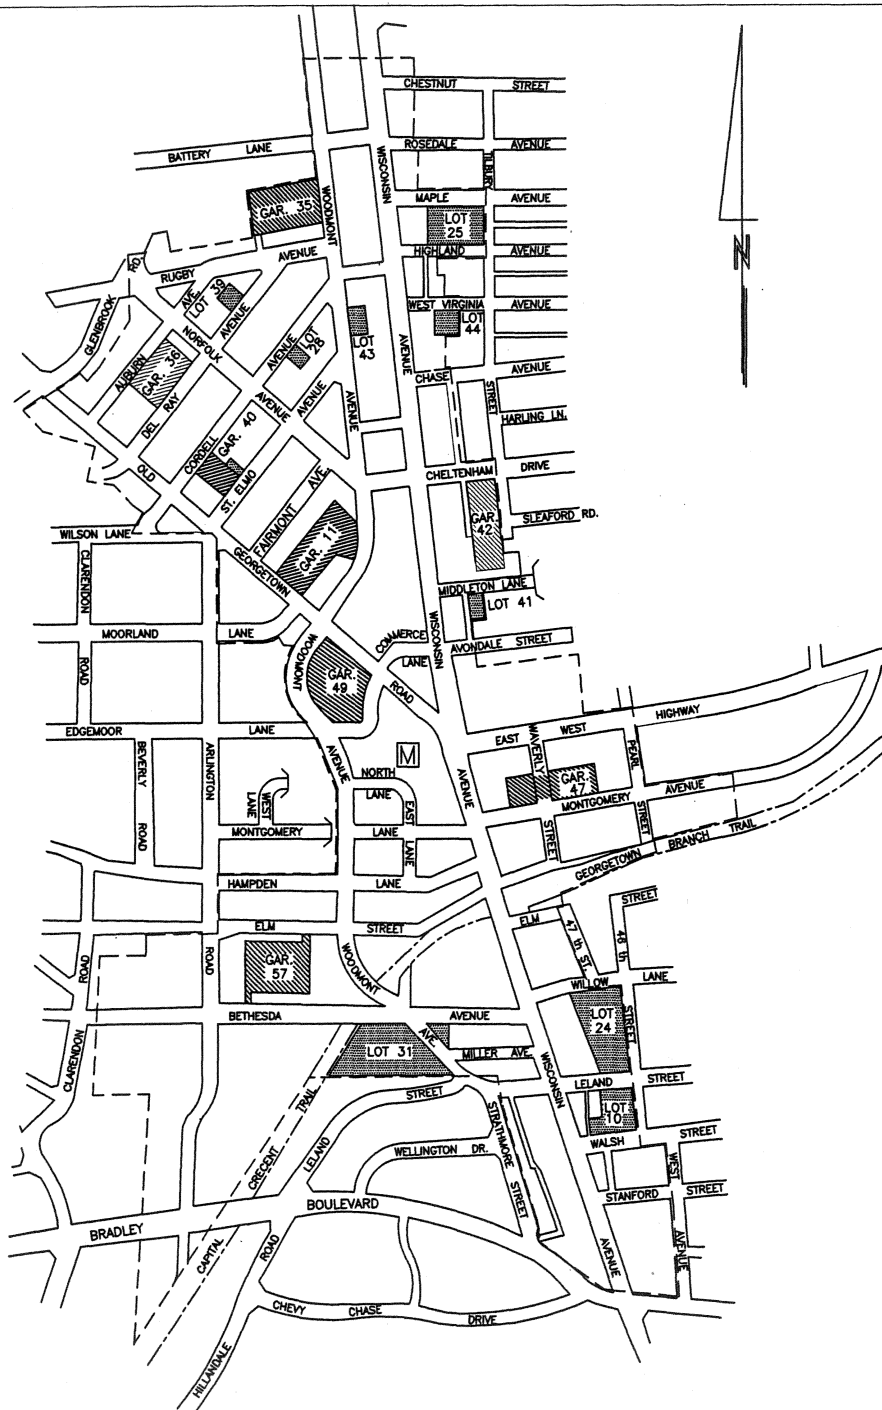 CHESTNUT STREET
BATTERY LANE
ROSEDALE AVENUE
WISCONSIN
TILBURY
WOODMONT
GAR. 35
MAPLE AVENUE
LOT
25
HIGHLAND AVENUE
AVENUE
RUGBY
RD.
GLENBROOK
AVE.
LOT 39
AVENUE
NORFOLK
WEST VIRGINIA AVENUE
LOT
44
LOT
43
AVENUE
LOT
28
AVENUE
AUBURN
GAR. 36
DEL RAY
AVENUE
AVENUE
AVENUE
CHASE AVENUE
STREET
HARLING LN.
GAR. 40
CORDELL
OLD
ST. ELMO
CHELTENHAM DRIVE
FAIRMONT AVE.
GAR.
42
SLEAFORD RD.
WILSON LANE
GAR. 11
GEORGETOWN
CLARENDON
MIDDLETON LANE
LOT 41
WISCONSIN
MOORLAND LANE
WOODMONT
COMMERCE
LANE
AVONDALE STREET
ROAD
GAR.
49
ROAD
HIGHWAY
EDGEMOOR LANE
EAST WEST
WAVERLY
PEARL
BEVERLY
ARLINGTON
AVENUE
M
AVENUE
NORTH
LANE
GAR.
47
AVENUE
MONTGOMERY
WEST
LANE
EAST
LANE
ROAD
MONTGOMERY LANE
STREET
STREET
GEORGETOWN BRANCH TRAIL
HAMPDEN LANE
STREET
ELM STREET
ELM
47 th ST.
48 th
ROAD
ROAD
GAR.
57
WOODMONT
WILLOW LANE
LOT
24
STREET
BETHESDA AVENUE
AVE.
LOT 31
MILLER AVE.
WISCONSIN
CLARENDON
LELAND STREET
TRAIL
STREET
LOT
10
STRATHMORE
LELAND
WALSH STREET
WELLINGTON DR.
CRECENT
WEST
STANFORD STREET
STREET
BOULEVARD
BRADLEY
ROAD
CAPITAL
AVENUE
AVENUE
CHEVY CHASE DRIVE
HILLANDALE
N